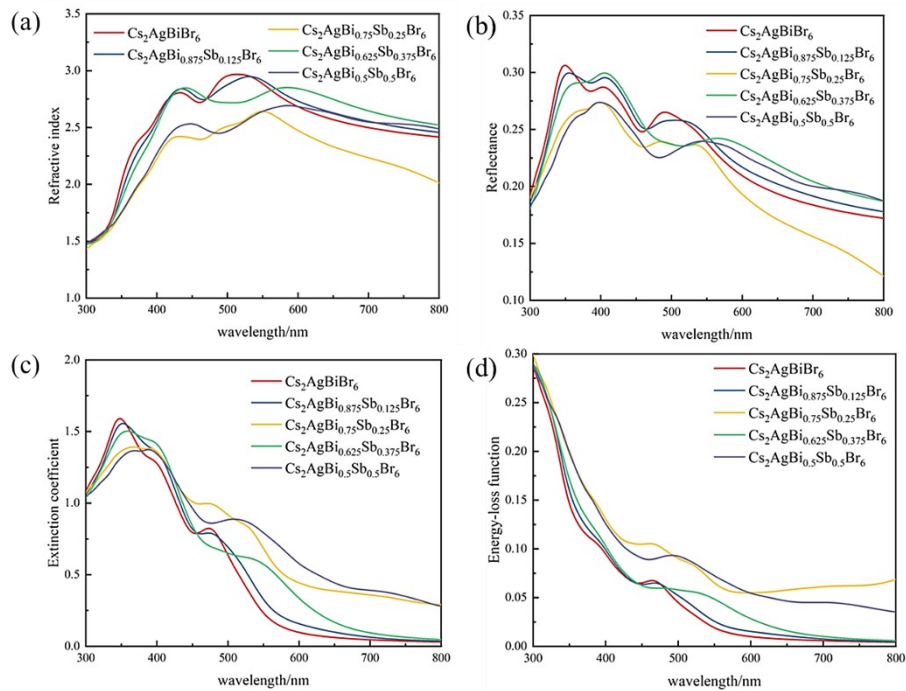 (a)
Cs₂AgBiBr₆
Cs₂AgBi₀.₈₇₅Sb₀.₁₂₅Br₆
Cs₂AgBi₀.₇₅Sb₀.₂₅Br₆
Cs₂AgBi₀.₆₂₅Sb₀.₃₇₅Br₆
Cs₂AgBi₀.₅Sb₀.₅Br₆
Refractive index
3.5
3.0
2.5
2.0
1.5
1.0
300 400 500 600 700 800
wavelength/nm
(b)
Cs₂AgBiBr₆
Cs₂AgBi₀.₈₇₅Sb₀.₁₂₅Br₆
Cs₂AgBi₀.₇₅Sb₀.₂₅Br₆
Cs₂AgBi₀.₆₂₅Sb₀.₃₇₅Br₆
Cs₂AgBi₀.₅Sb₀.₅Br₆
Reflectance
0.35
0.30
0.25
0.20
0.15
0.10
300 400 500 600 700 800
wavelength/nm
(c)
Cs₂AgBiBr₆
Cs₂AgBi₀.₈₇₅Sb₀.₁₂₅Br₆
Cs₂AgBi₀.₇₅Sb₀.₂₅Br₆
Cs₂AgBi₀.₆₂₅Sb₀.₃₇₅Br₆
Cs₂AgBi₀.₅Sb₀.₅Br₆
Extinction coefficient
2.0
1.5
1.0
0.5
0.0
300 400 500 600 700 800
wavelength/nm
(d)
Cs₂AgBiBr₆
Cs₂AgBi₀.₈₇₅Sb₀.₁₂₅Br₆
Cs₂AgBi₀.₇₅Sb₀.₂₅Br₆
Cs₂AgBi₀.₆₂₅Sb₀.₃₇₅Br₆
Cs₂AgBi₀.₅Sb₀.₅Br₆
Energy-loss function
0.30
0.25
0.20
0.15
0.10
0.05
0.00
300 400 500 600 700 800
wavelength/nm